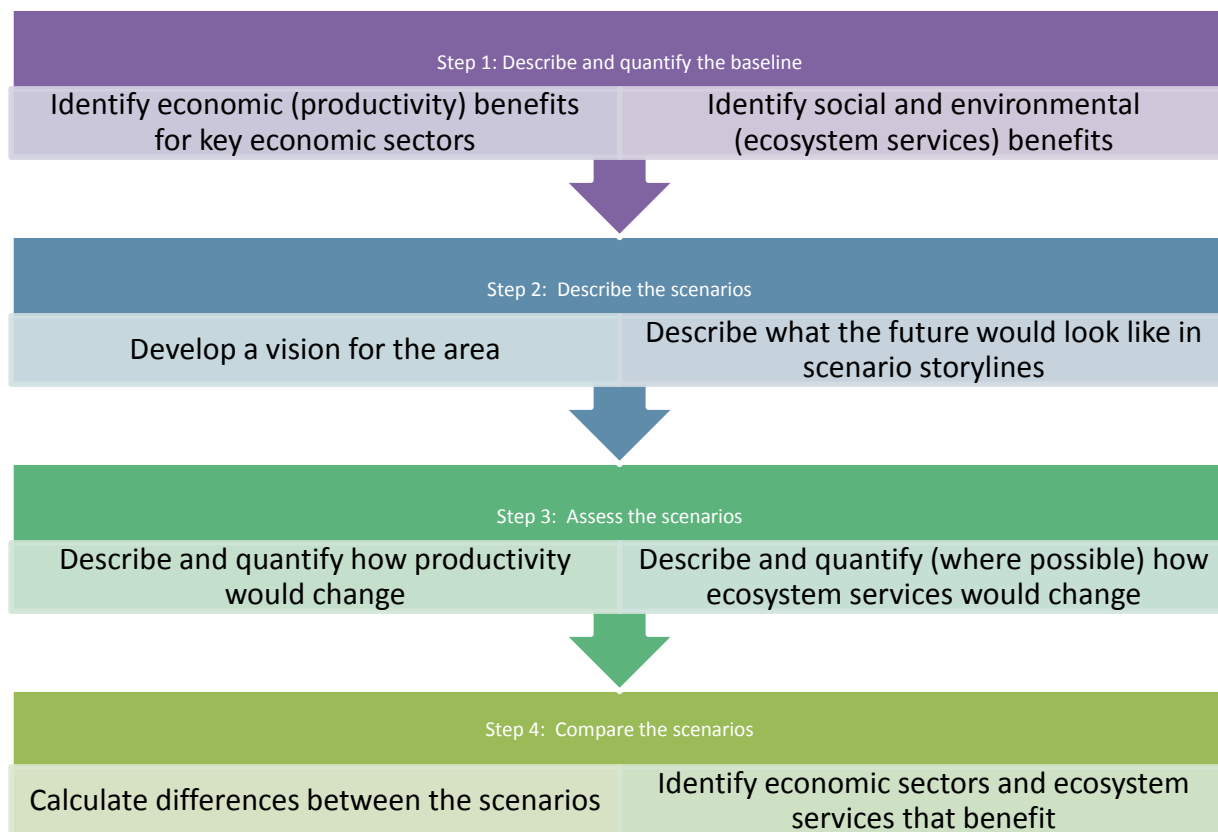 Step 1: Describe and quantify the baseline
Identify economic (productivity) benefits
for key economic sectors
Identify social and environmental
(ecosystem services) benefits
Step 2:  Describe the scenarios
Develop a vision for the area
Describe what the future would look like in
scenario storylines
Step 3:  Assess the scenarios
Describe and quantify how productivity
would change
Describe and quantify (where possible) how
ecosystem services would change
Step 4:  Compare the scenarios
Calculate differences between the scenarios
Identify economic sectors and ecosystem
services that benefit